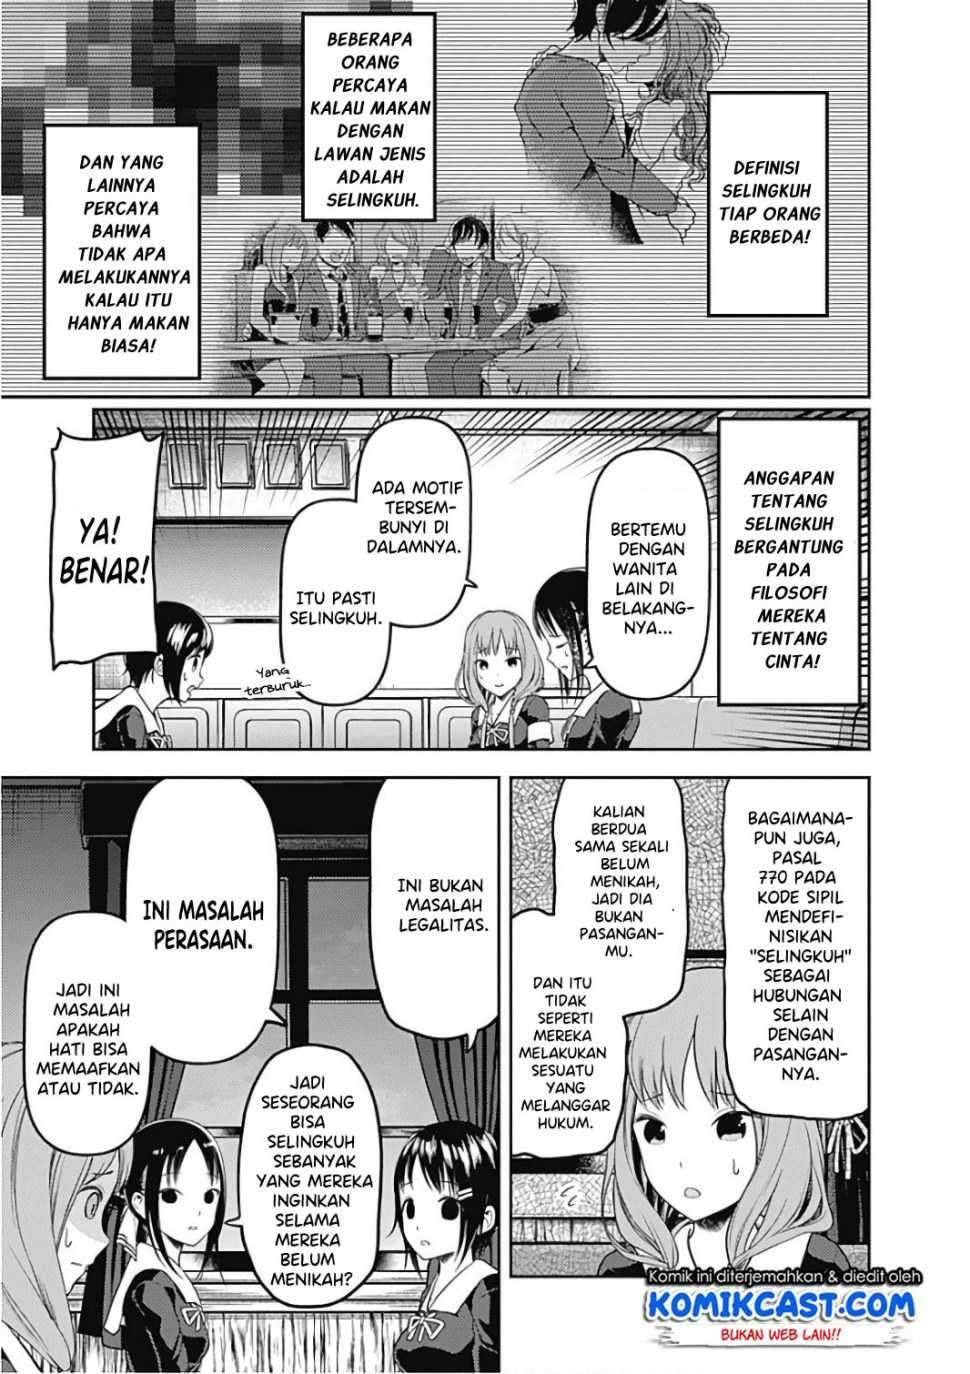 DEFINISI
SELINGKUH
TIAP ORANG
BERBEDA!
BEBERAPA
ORANG
PERCAYA
KALAU MAKAN
DENGAN
LAWAN JENIS
ADALAH
SELINGKUH.
DAN YANG
LAINNYA
PERCAYA
BAHWA
TIDAK APA
MELAKUKANNYA
KALAU ITU
HANYA MAKAN
BIASA!
ANGGAPAN
TENTANG
SELINGKUH
BERGANTUNG
PADA
FILOSOFI
MEREKA
TENTANG
CINTA!
BERTEMU
DENGAN
WANITA
LAIN DI
BELAKANG-
NYA...
ADA MOTIF
TERSEM-
BUNYI DI
DALAMNYA.
ITU PASTI
SELINGKUH.
Yang
terburuk...
YA!
BENAR!
BAGAIMANA-
PUN JUGA,
PASAL
770 PADA
KODE SIPIL
MENDEFI-
NISIKAN
"SELINGKUH"
SEBAGAI
HUBUNGAN
SELAIN
DENGAN
PASANGAN-
NYA.
KALIAN
BERDUA
SAMA SEKALI
BELUM
MENIKAH,
JADI DIA
BUKAN
PASANGAN-
MU.
DAN ITU
TIDAK
SEPERTI
MEREKA
MELAKUKAN
SESUATU
YANG
MELANGGAR
HUKUM.
JADI
SESEORANG
BISA
SELINGKUH
SEBANYAK
YANG MEREKA
INGINKAN
SELAMA
MEREKA
BELUM
MENIKAH?
INI BUKAN
MASALAH
LEGALITAS.
INI MASALAH
PERASAAN.
JADI INI
MASALAH
APAKAH
HATI BISA
MEMAAFKAN
ATAU TIDAK.
Komik ini diterjemahkan & diedit oleh
KOMIKCAST.COM
BUKAN WEB LAIN!!